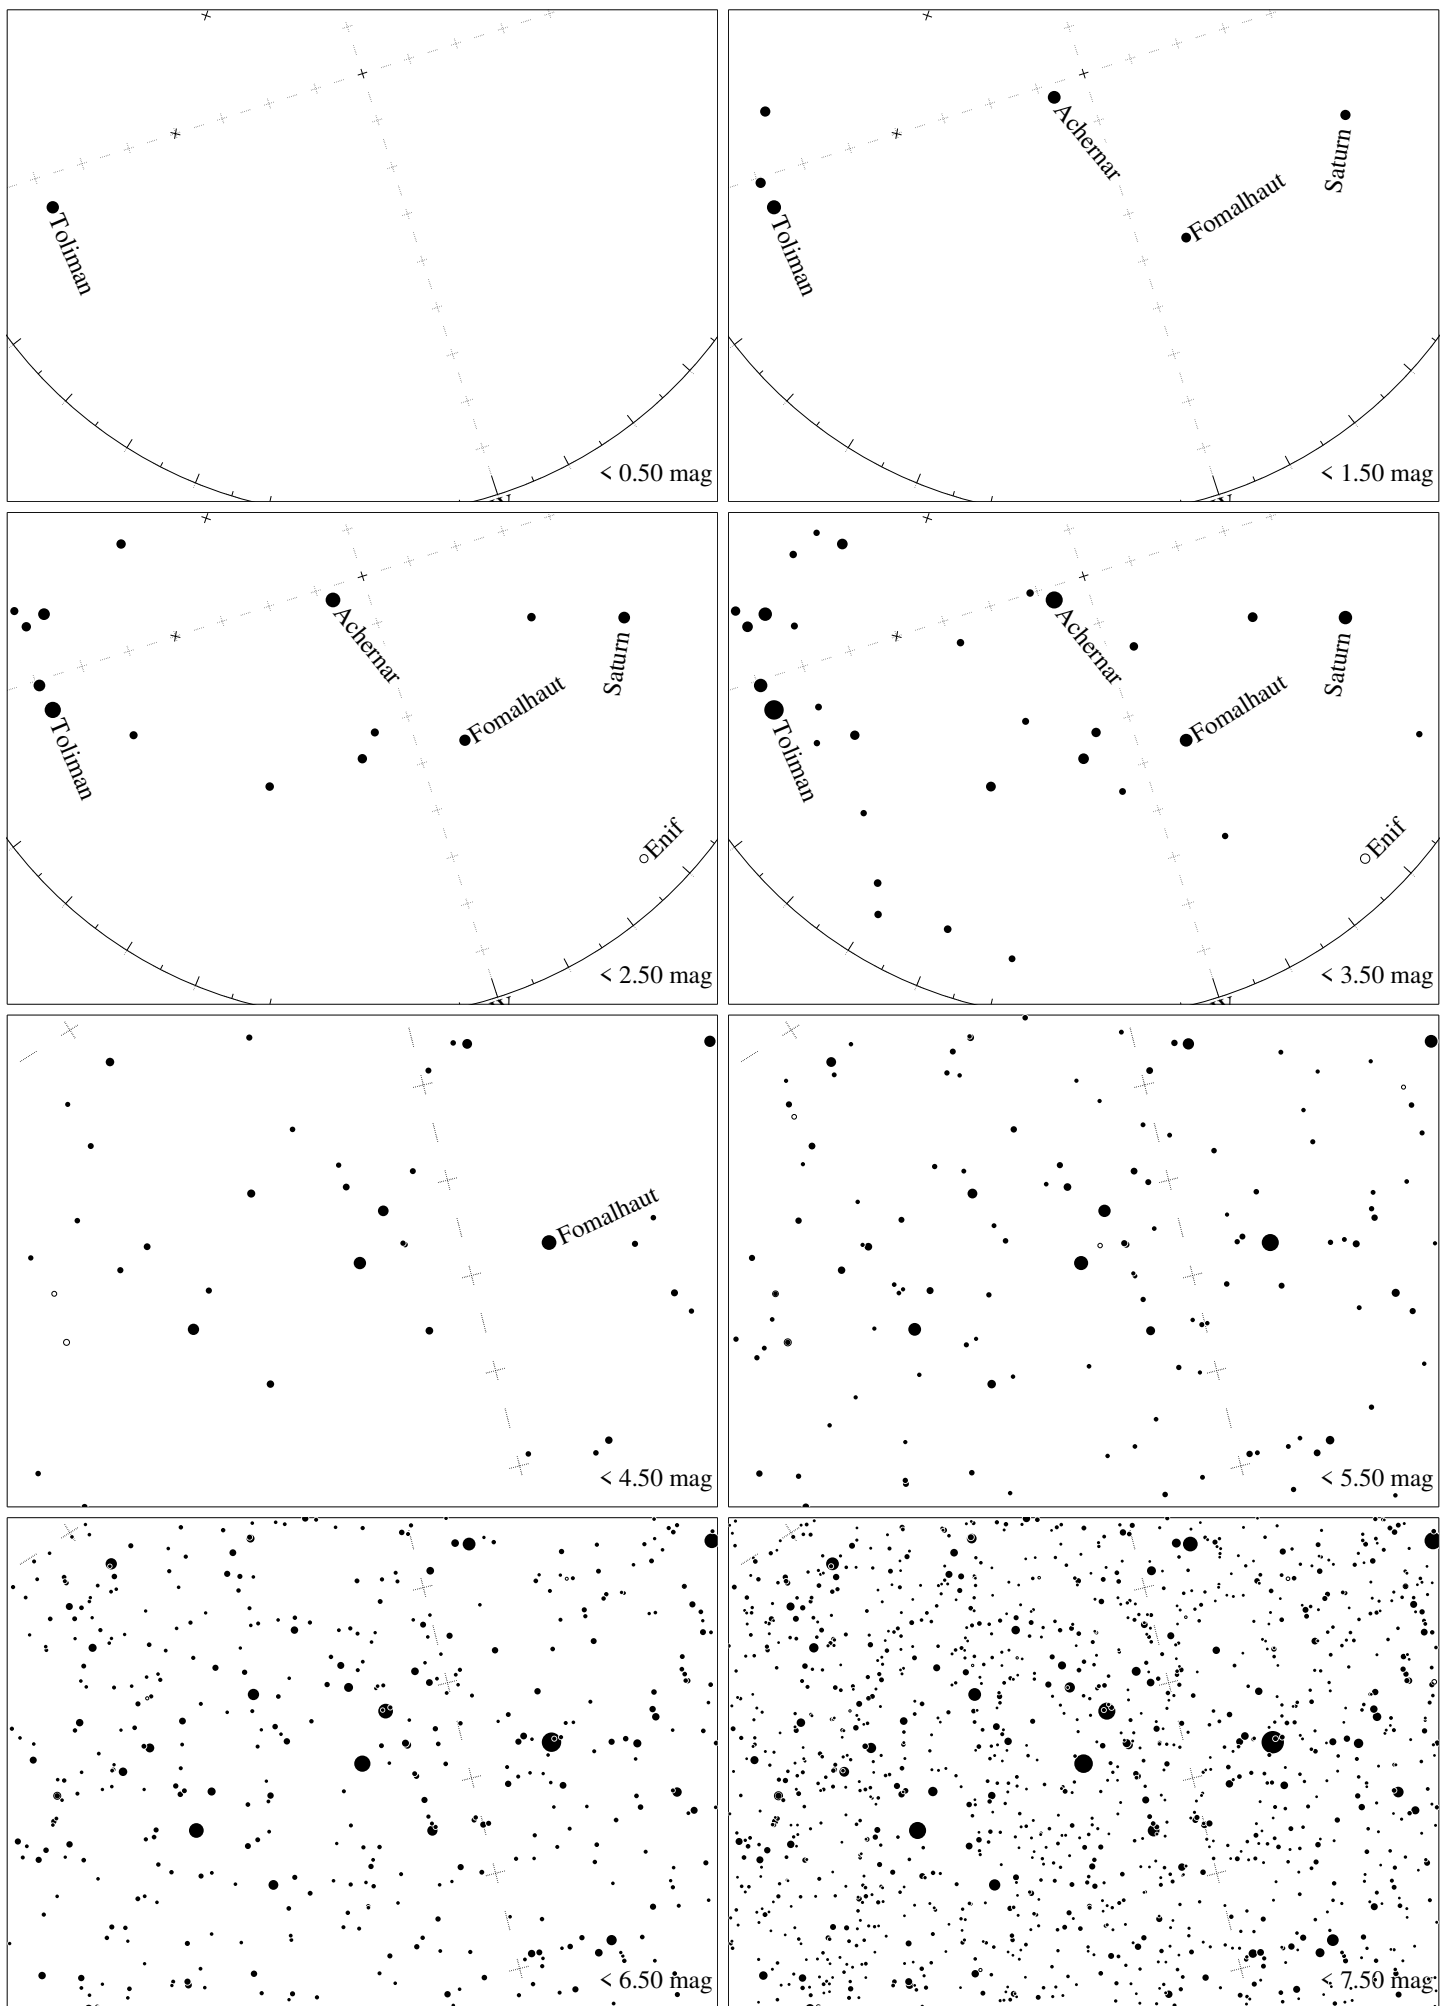 Toliman
< 0.50 mag
Achernar
Saturn
Fomalhaut
Toliman
< 1.50 mag
Achernar
Saturn
Fomalhaut
Toliman
Enif
< 2.50 mag
Achernar
Saturn
Fomalhaut
Toliman
Enif
< 3.50 mag
Fomalhaut
< 4.50 mag
< 5.50 mag
< 6.50 mag
< 7.50 mag